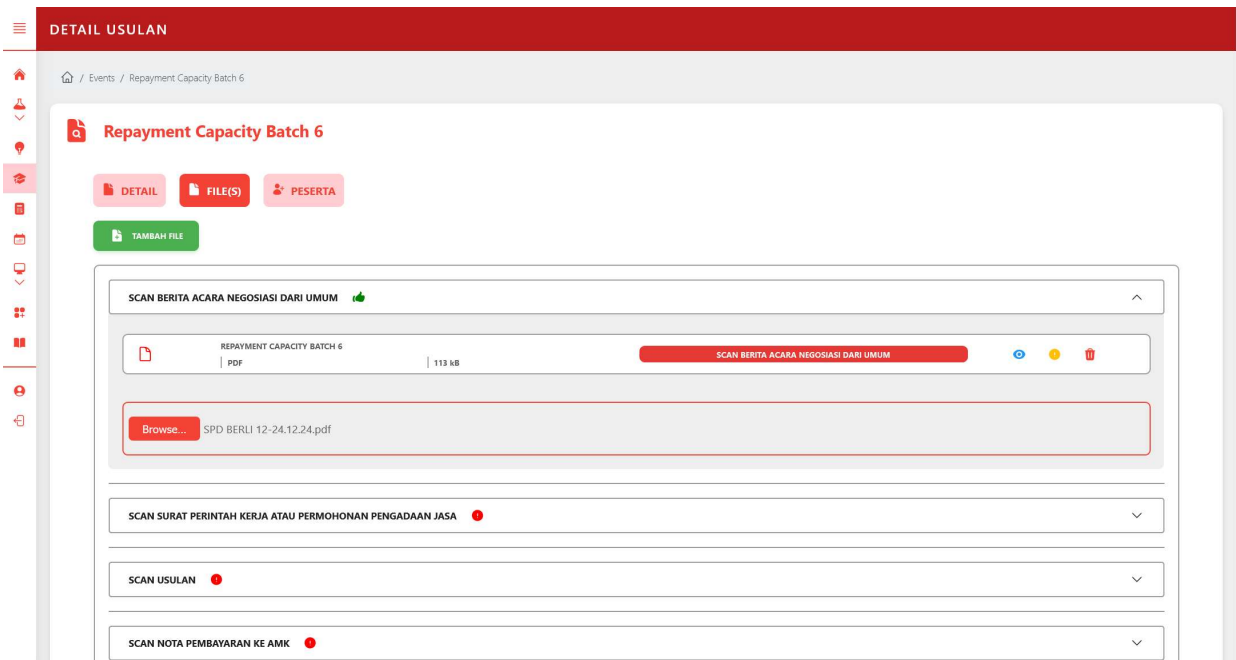 DETAIL USULAN
/ Events / Repayment Capacity Batch 6
Repayment Capacity Batch 6
DETAIL
FILE(S)
PESERTA
TAMBAH FILE
SCAN BERITA ACARA NEGOSIASI DARI UMUM
REPAYMENT CAPACITY BATCH 6
PDF
113 kB
SCAN BERITA ACARA NEGOSIASI DARI UMUM
Browse... SPD BERLI 12-24.12.24.pdf
SCAN SURAT PERINTAH KERJA ATAU PERMOHONAN PENGADAAN JASA
SCAN USULAN
SCAN NOTA PEMBAYARAN KE AMK